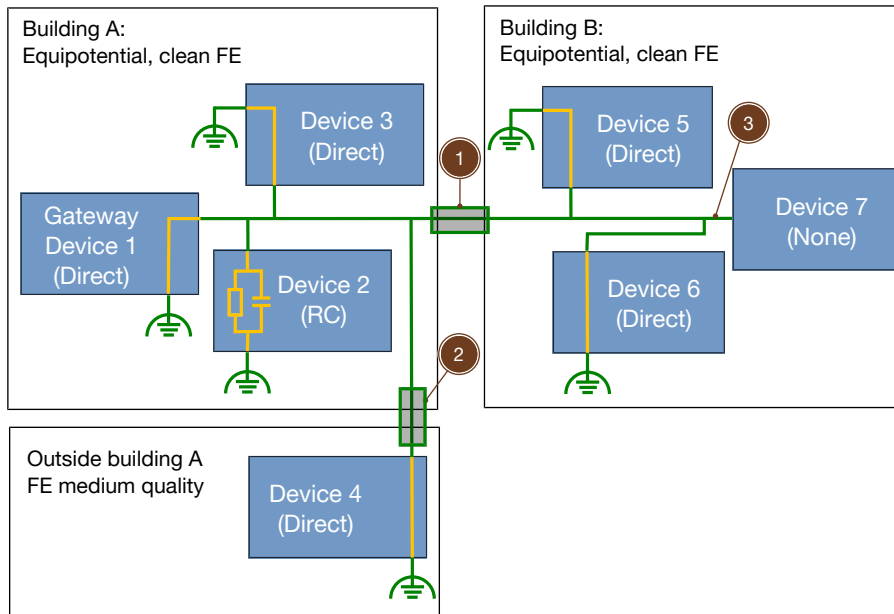 Building A:
Equipotential, clean FE
Device 3
(Direct)
Gateway
Device 1
(Direct)
Device 2
(RC)
1
2
Outside building A
FE medium quality
Device 4
(Direct)
Building B:
Equipotential, clean FE
Device 5
(Direct)
3
Device 7
(None)
Device 6
(Direct)